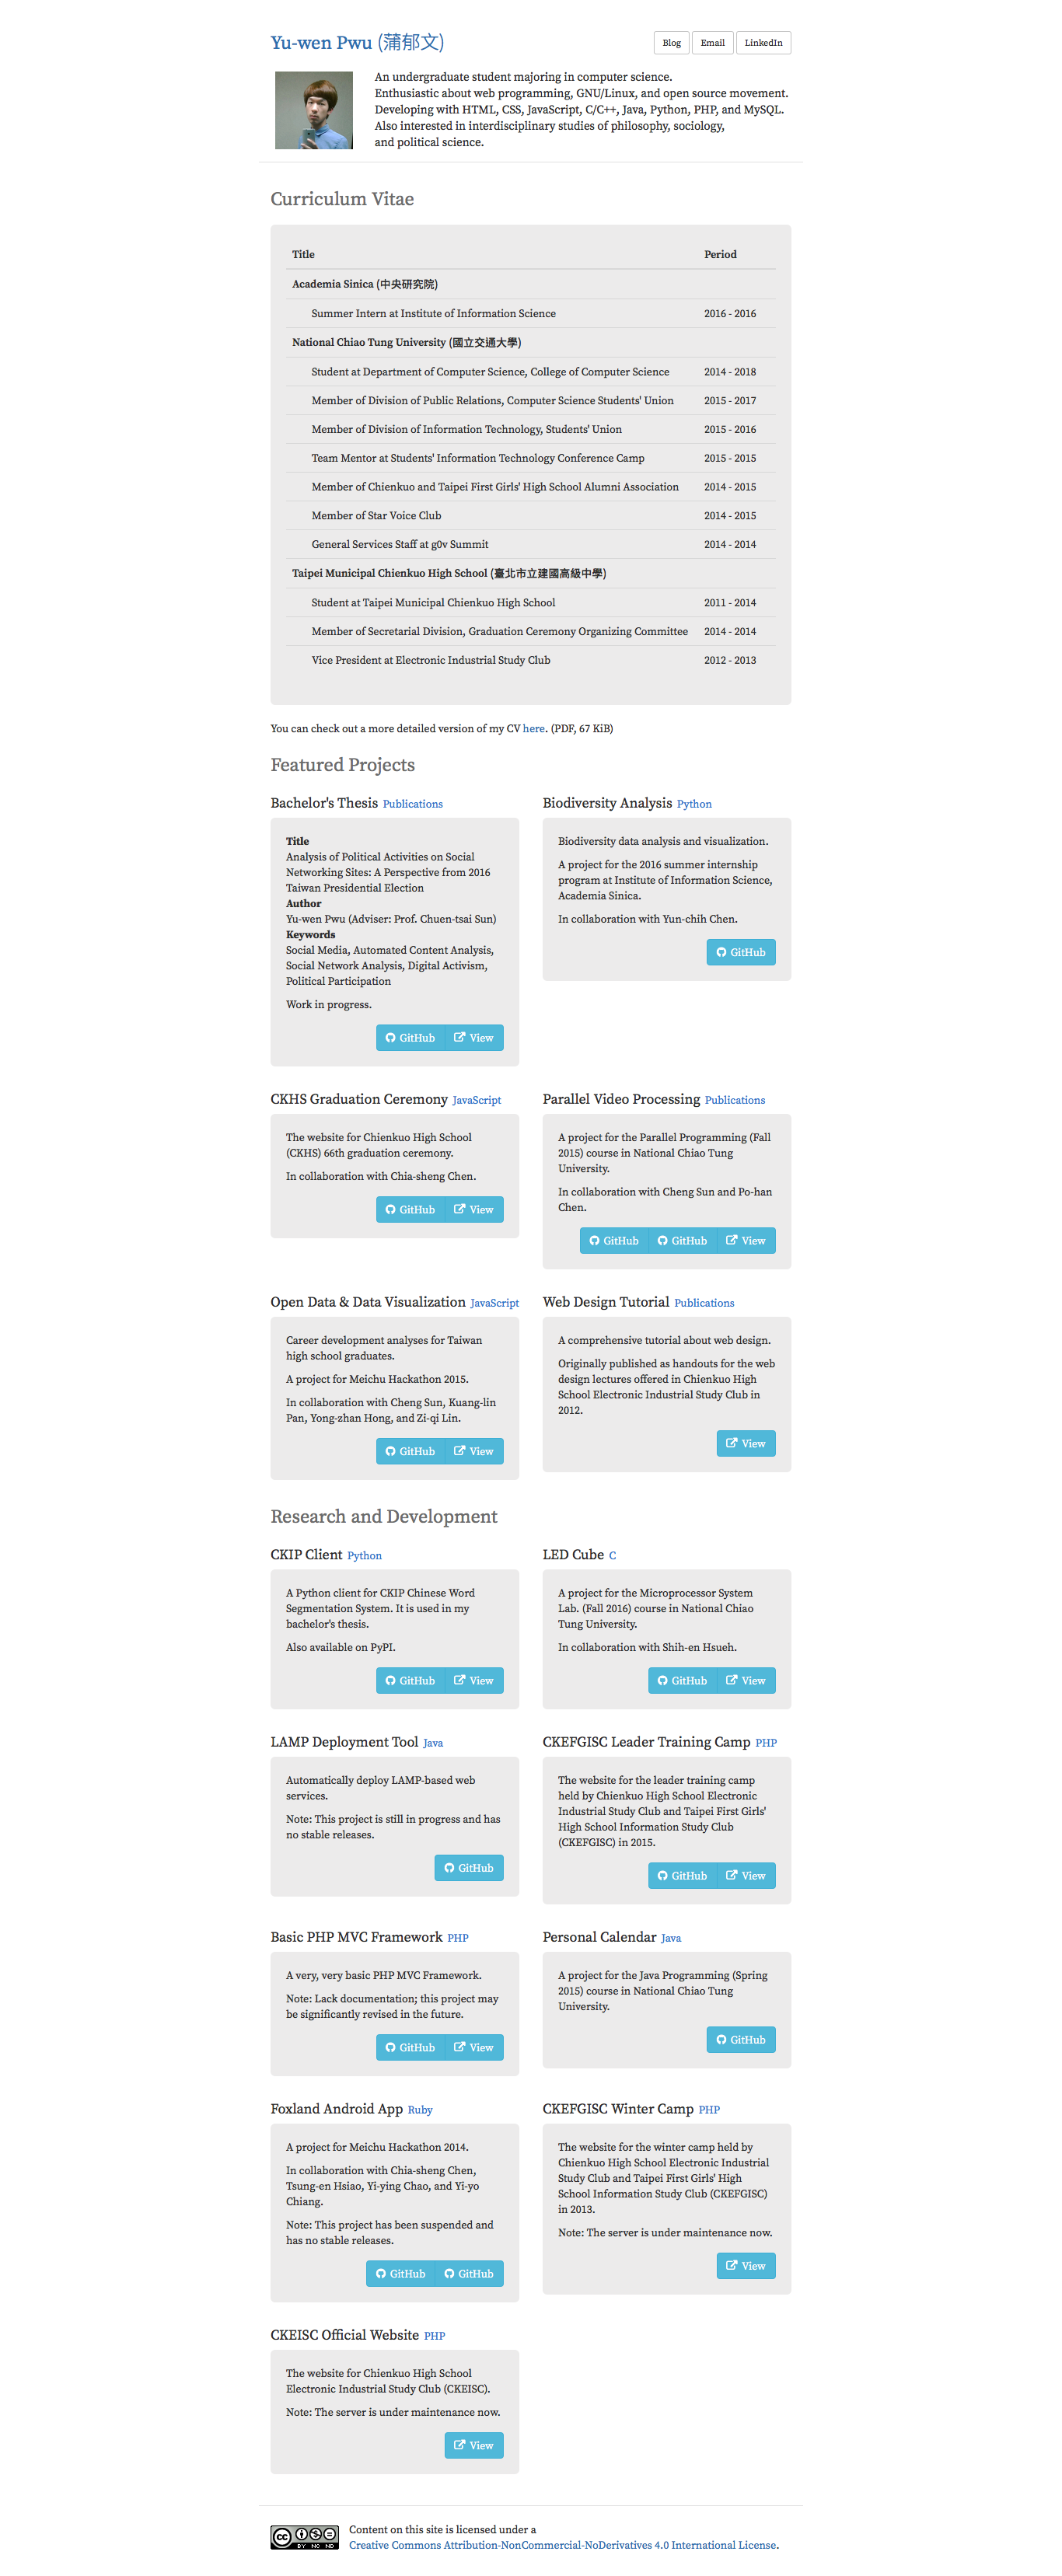 Yu-wen Pwu (蒲郁文)
Blog
Email
LinkedIn
An undergraduate student majoring in computer science.
Enthusiastic about web programming, GNU/Linux, and open source movement.
Developing with HTML, CSS, JavaScript, C/C++, Java, Python, PHP, and MySQL.
Also interested in interdisciplinary studies of philosophy, sociology,
and political science.
Curriculum Vitae
Title Period
Academia Sinica (中央研究院)
Summer Intern at Institute of Information Science 2016 - 2016
National Chiao Tung University (國立交通大學)
Student at Department of Computer Science, College of Computer Science 2014 - 2018
Member of Division of Public Relations, Computer Science Students' Union 2015 - 2017
Member of Division of Information Technology, Students' Union 2015 - 2016
Team Mentor at Students' Information Technology Conference Camp 2015 - 2015
Member of Chienkuo and Taipei First Girls' High School Alumni Association 2014 - 2015
Member of Star Voice Club 2014 - 2015
General Services Staff at g0v Summit 2014 - 2014
Taipei Municipal Chienkuo High School (臺北市立建國高級中學)
Student at Taipei Municipal Chienkuo High School 2011 - 2014
Member of Secretarial Division, Graduation Ceremony Organizing Committee 2014 - 2014
Vice President at Electronic Industrial Study Club 2012 - 2013
You can check out a more detailed version of my CV here. (PDF, 67 KiB)
Featured Projects
Bachelor's Thesis Publications
Title
Analysis of Political Activities on Social
Networking Sites: A Perspective from 2016
Taiwan Presidential Election
Author
Yu-wen Pwu (Adviser: Prof. Chuen-tsai Sun)
Keywords
Social Media, Automated Content Analysis,
Social Network Analysis, Digital Activism,
Political Participation
Work in progress.
GitHub View
Biodiversity Analysis Python
Biodiversity data analysis and visualization.
A project for the 2016 summer internship
program at Institute of Information Science,
Academia Sinica.
In collaboration with Yun-chih Chen.
GitHub
CKHS Graduation Ceremony JavaScript
The website for Chienkuo High School
(CKHS) 66th graduation ceremony.
In collaboration with Chia-sheng Chen.
GitHub View
Parallel Video Processing Publications
A project for the Parallel Programming (Fall
2015) course in National Chiao Tung
University.
In collaboration with Cheng Sun and Po-han
Chen.
GitHub GitHub View
Open Data & Data Visualization JavaScript
Career development analyses for Taiwan
high school graduates.
A project for Meichu Hackathon 2015.
In collaboration with Cheng Sun, Kuang-lin
Pan, Yong-zhan Hong, and Zi-qi Lin.
GitHub View
Web Design Tutorial Publications
A comprehensive tutorial about web design.
Originally published as handouts for the web
design lectures offered in Chienkuo High
School Electronic Industrial Study Club in
2012.
View
Research and Development
CKIP Client Python
A Python client for CKIP Chinese Word
Segmentation System. It is used in my
bachelor's thesis.
Also available on PyPI.
GitHub View
LED Cube C
A project for the Microprocessor System
Lab. (Fall 2016) course in National Chiao
Tung University.
In collaboration with Shih-en Hsueh.
GitHub View
LAMP Deployment Tool Java
Automatically deploy LAMP-based web
services.
Note: This project is still in progress and has
no stable releases.
GitHub
CKEFGISC Leader Training Camp PHP
The website for the leader training camp
held by Chienkuo High School Electronic
Industrial Study Club and Taipei First Girls'
High School Information Study Club
(CKEFGISC) in 2015.
GitHub View
Basic PHP MVC Framework PHP
A very, very basic PHP MVC Framework.
Note: Lack documentation; this project may
be significantly revised in the future.
GitHub View
Personal Calendar Java
A project for the Java Programming (Spring
2015) course in National Chiao Tung
University.
GitHub
Foxland Android App Ruby
A project for Meichu Hackathon 2014.
In collaboration with Chia-sheng Chen,
Tsung-en Hsiao, Yi-ying Chao, and Yi-yo
Chiang.
Note: This project has been suspended and
has no stable releases.
GitHub GitHub
CKEFGISC Winter Camp PHP
The website for the winter camp held by
Chienkuo High School Electronic Industrial
Study Club and Taipei First Girls' High
School Information Study Club (CKEFGISC)
in 2013.
Note: The server is under maintenance now.
View
CKEISC Official Website PHP
The website for Chienkuo High School
Electronic Industrial Study Club (CKEISC).
Note: The server is under maintenance now.
View
CC BY NC ND
Content on this site is licensed under a
Creative Commons Attribution-NonCommercial-NoDerivatives 4.0 International License.